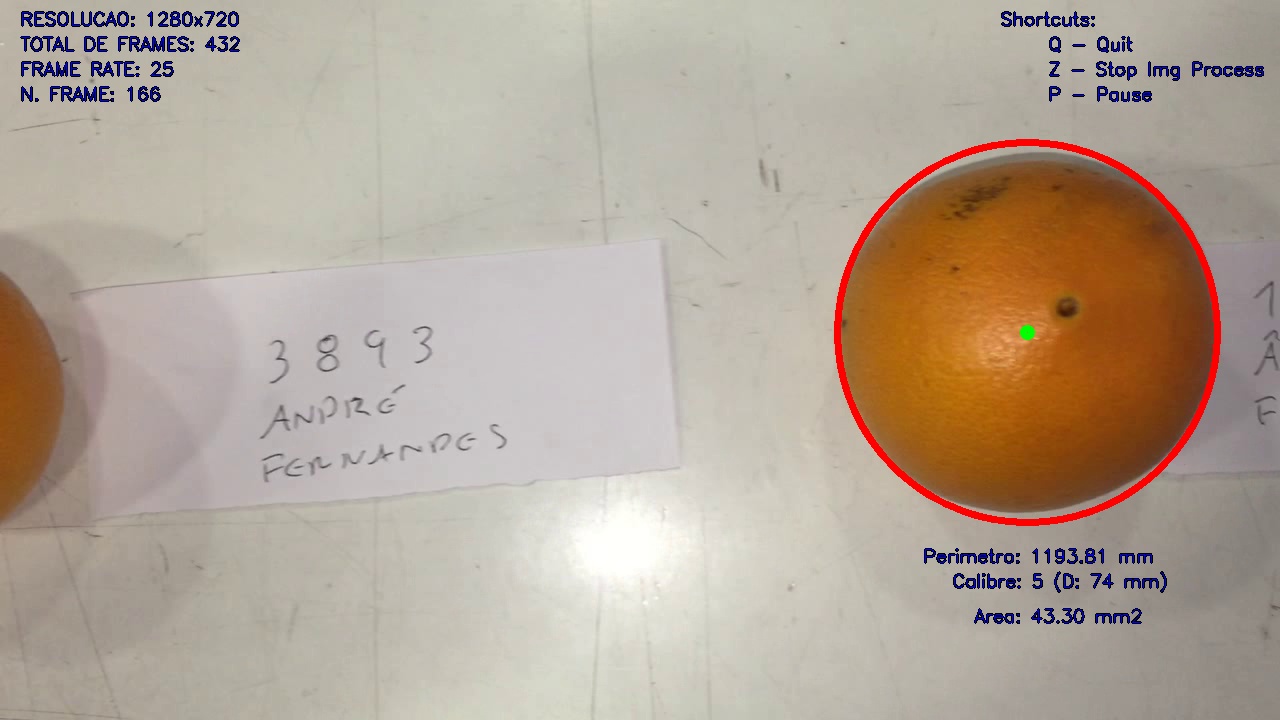 RESOLUCAO: 1280x720
TOTAL DE FRAMES: 432
FRAME RATE: 25
N. FRAME: 166
Shortcuts:
Q - Quit
Z - Stop Img Process
P - Pause
3893
ANDRÉ
FERNANDES
1
Â
F
Perimetro: 1193.81 mm
Calibre: 5 (D: 74 mm)
Area: 43.30 mm2